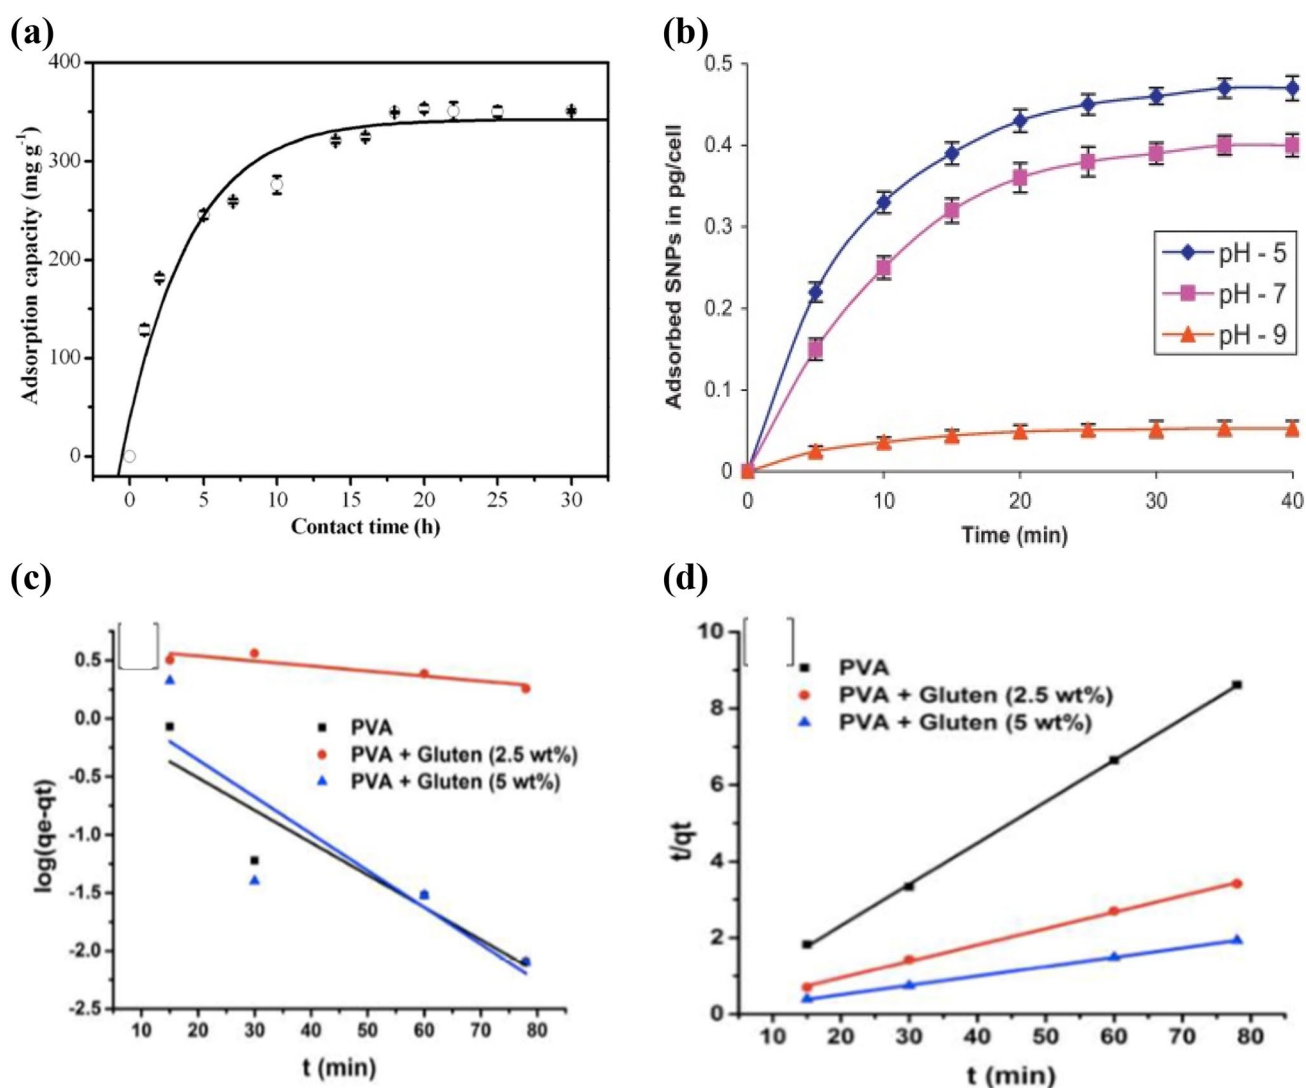 (a)
400
300
200
100
0
Adsorption capacity (mg g⁻¹)
0 5 10 15 20 25 30
Contact time (h)
(b)
0.5
0.4
0.3
0.2
0.1
0
Adsorbed SNPs in pg/cell
pH - 5
pH - 7
pH - 9
0 10 20 30 40
Time (min)
(c)
0.5
0.0
-0.5
-1.0
-1.5
-2.0
-2.5
log(qe-qt)
PVA
PVA + Gluten (2.5 wt%)
PVA + Gluten (5 wt%)
10 20 30 40 50 60 70 80
t (min)
(d)
10
8
6
4
2
0
t/qt
PVA
PVA + Gluten (2.5 wt%)
PVA + Gluten (5 wt%)
10 20 30 40 50 60 70 80
t (min)